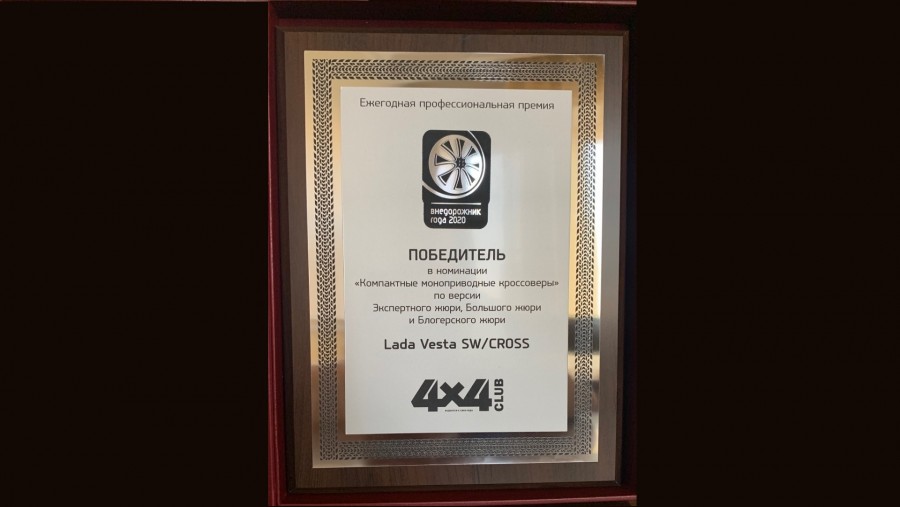 Ежегодная профессиональная премия
внедорожник
года 2020
ПОБЕДИТЕЛЬ
в номинации
«Компактные моноприводные кроссоверы»
по версии
Экспертного жюри, Большого жюри
и Блогерского жюри
Lada Vesta SW/CROSS
4x4
CLUB